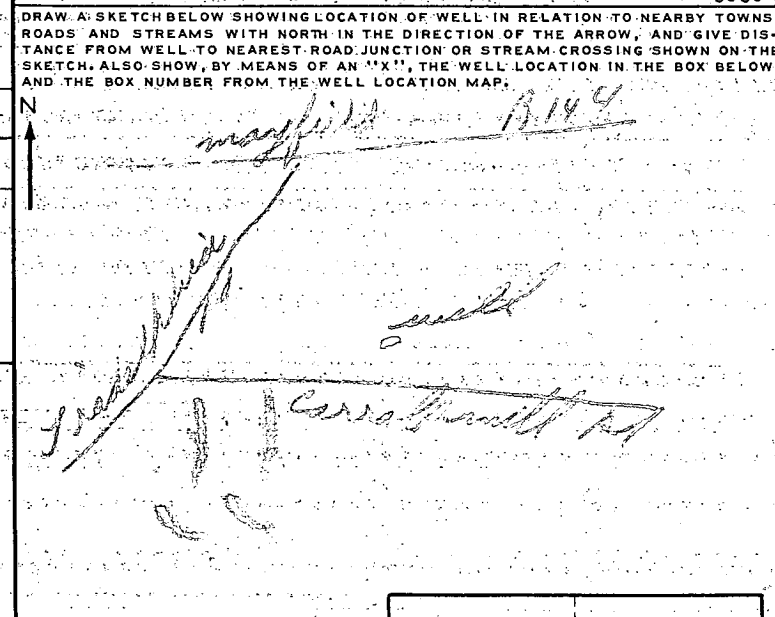 DRAW A SKETCH BELOW SHOWING LOCATION OF WELL IN RELATION TO NEARBY TOWNS
ROADS AND STREAMS WITH NORTH IN THE DIRECTION OF THE ARROW, AND GIVE DIS-
TANCE FROM WELL TO NEAREST ROAD JUNCTION OR STREAM CROSSING SHOWN ON THE
SKETCH. ALSO SHOW, BY MEANS OF AN "X", THE WELL LOCATION IN THE BOX BELOW
AND THE BOX NUMBER FROM THE WELL LOCATION MAP.
N
mayfield
R 144
rd.
well
Rd